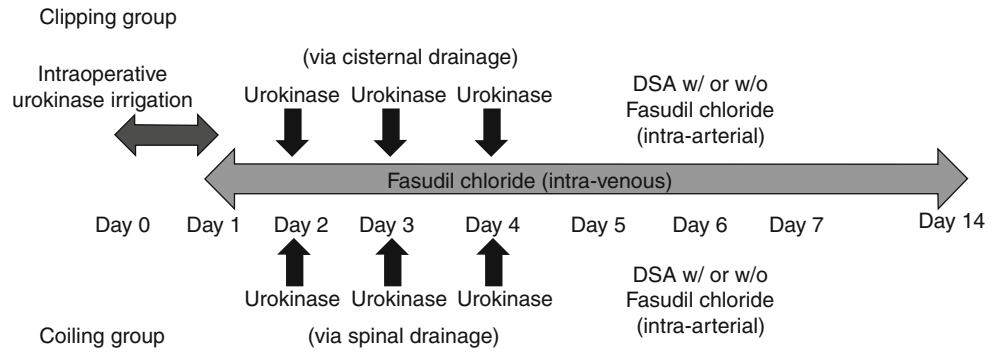 Clipping group
Intraoperative
urokinase irrigation
(via cisternal drainage)
Urokinase Urokinase Urokinase
DSA w/ or w/o
Fasudil chloride
(intra-arterial)
Fasudil chloride (intra-venous)
Day 0 Day 1 Day 2 Day 3 Day 4 Day 5 Day 6 Day 7 Day 14
Urokinase Urokinase Urokinase
(via spinal drainage)
DSA w/ or w/o
Fasudil chloride
(intra-arterial)
Coiling group